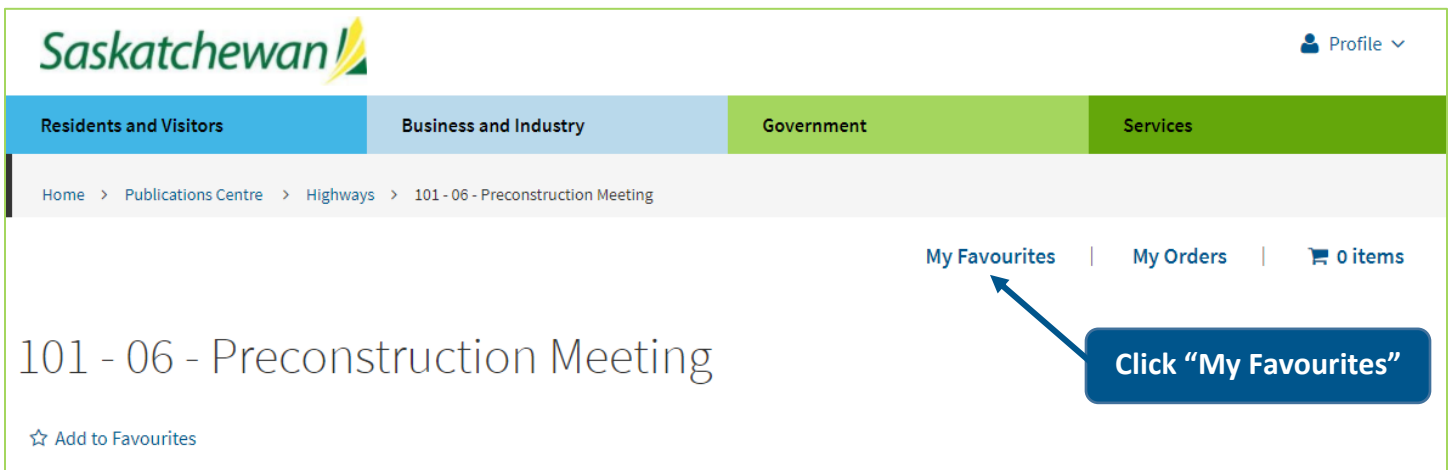 Saskatchewan
Profile
Residents and Visitors Business and Industry Government Services
Home > Publications Centre > Highways > 101 - 06 - Preconstruction Meeting
My Favourites | My Orders | 0 items
101 - 06 - Preconstruction Meeting
Click “My Favourites”
Add to Favourites